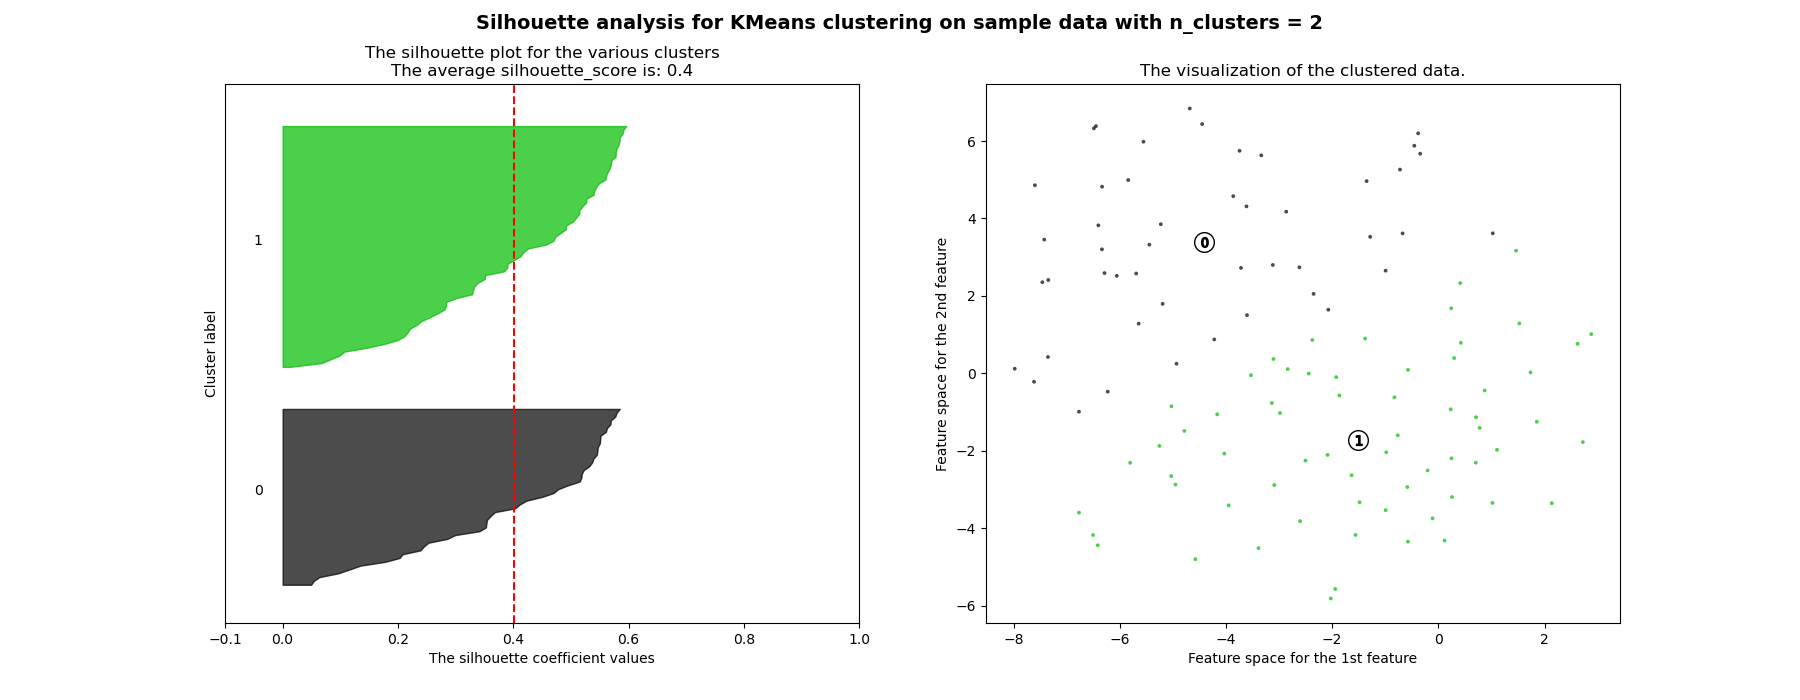 Silhouette analysis for KMeans clustering on sample data with n_clusters = 2
The silhouette plot for the various clusters
The average silhouette_score is: 0.4
1
0
Cluster label
−0.1 0.0 0.2 0.4 0.6 0.8 1.0
The silhouette coefficient values
The visualization of the clustered data.
6
4
2
0
−2
−4
−6
Feature space for the 2nd feature
0
1
−8 −6 −4 −2 0 2
Feature space for the 1st feature